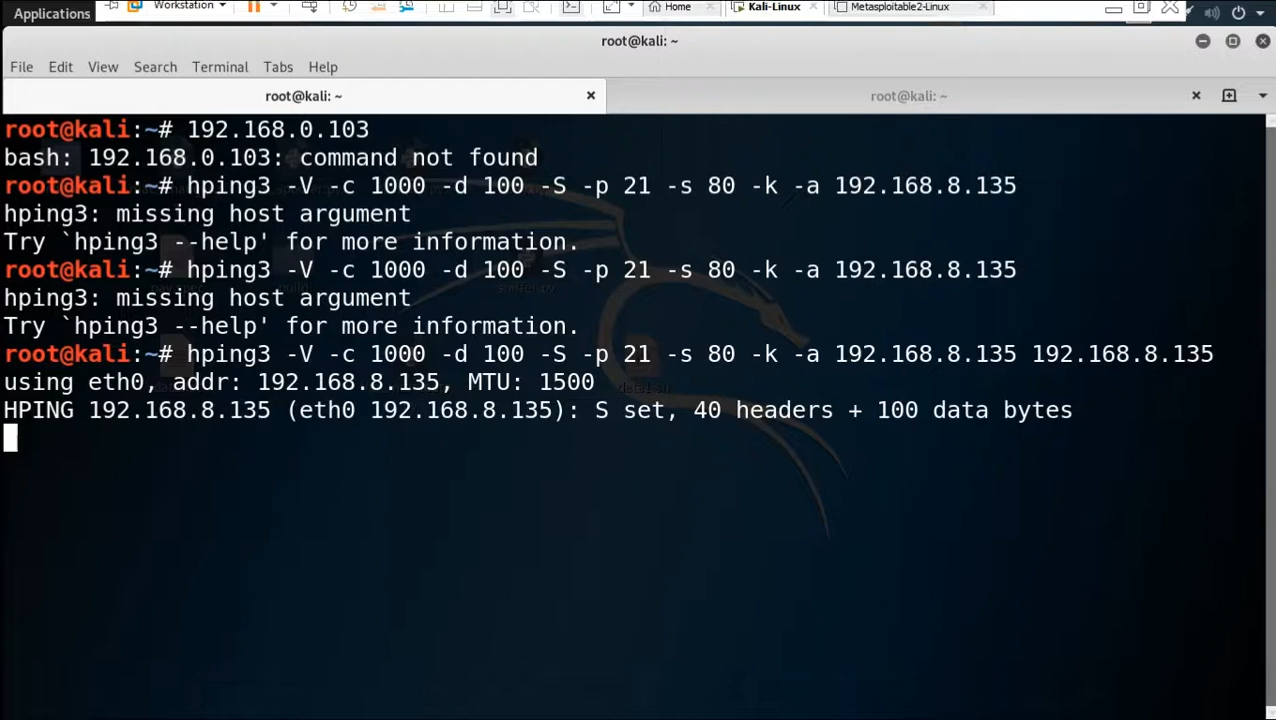 Applications
Workstation
Home
Kali-Linux
Metasploitable2-Linux
root@kali: ~
File Edit View Search Terminal Tabs Help
root@kali: ~
root@kali: ~
root@kali:~# 192.168.0.103
bash: 192.168.0.103: command not found
root@kali:~# hping3 -V -c 1000 -d 100 -S -p 21 -s 80 -k -a 192.168.8.135
hping3: missing host argument
Try `hping3 --help' for more information.
root@kali:~# hping3 -V -c 1000 -d 100 -S -p 21 -s 80 -k -a 192.168.8.135
hping3: missing host argument
Try `hping3 --help' for more information.
root@kali:~# hping3 -V -c 1000 -d 100 -S -p 21 -s 80 -k -a 192.168.8.135 192.168.8.135
using eth0, addr: 192.168.8.135, MTU: 1500
HPING 192.168.8.135 (eth0 192.168.8.135): S set, 40 headers + 100 data bytes